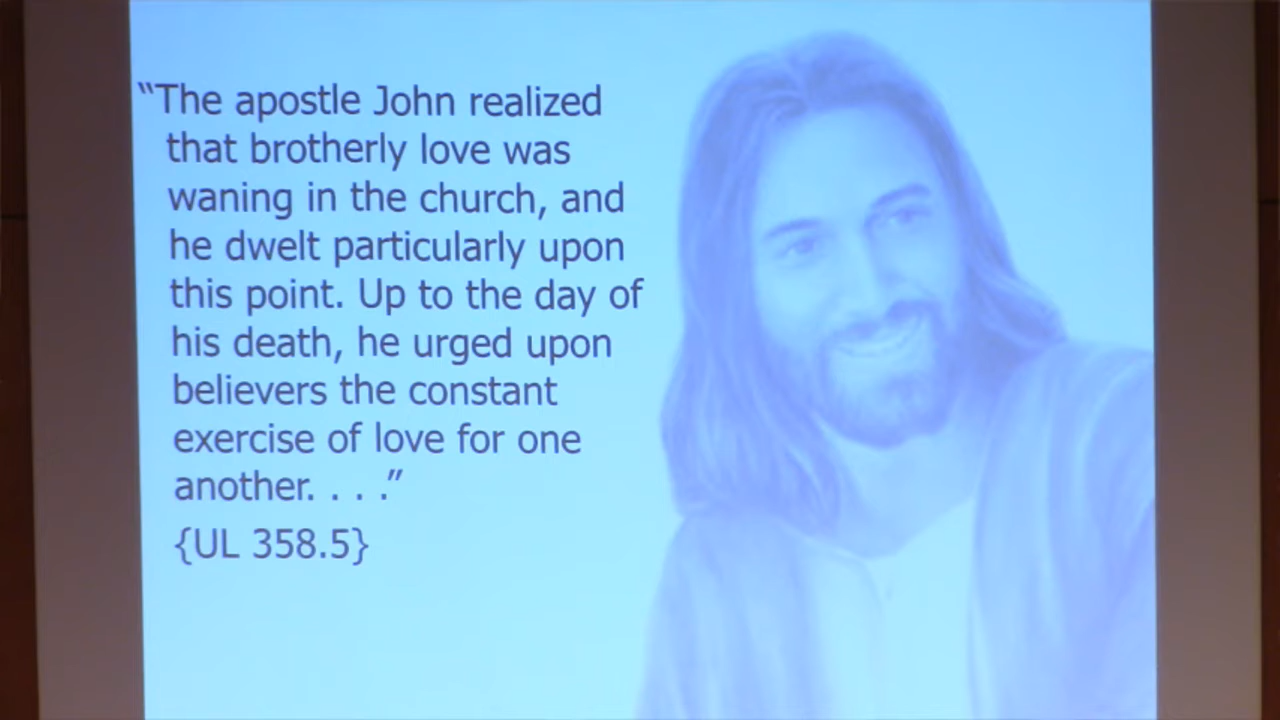 “The apostle John realized
that brotherly love was
waning in the church, and
he dwelt particularly upon
this point. Up to the day of
his death, he urged upon
believers the constant
exercise of love for one
another. . . .”
{UL 358.5}